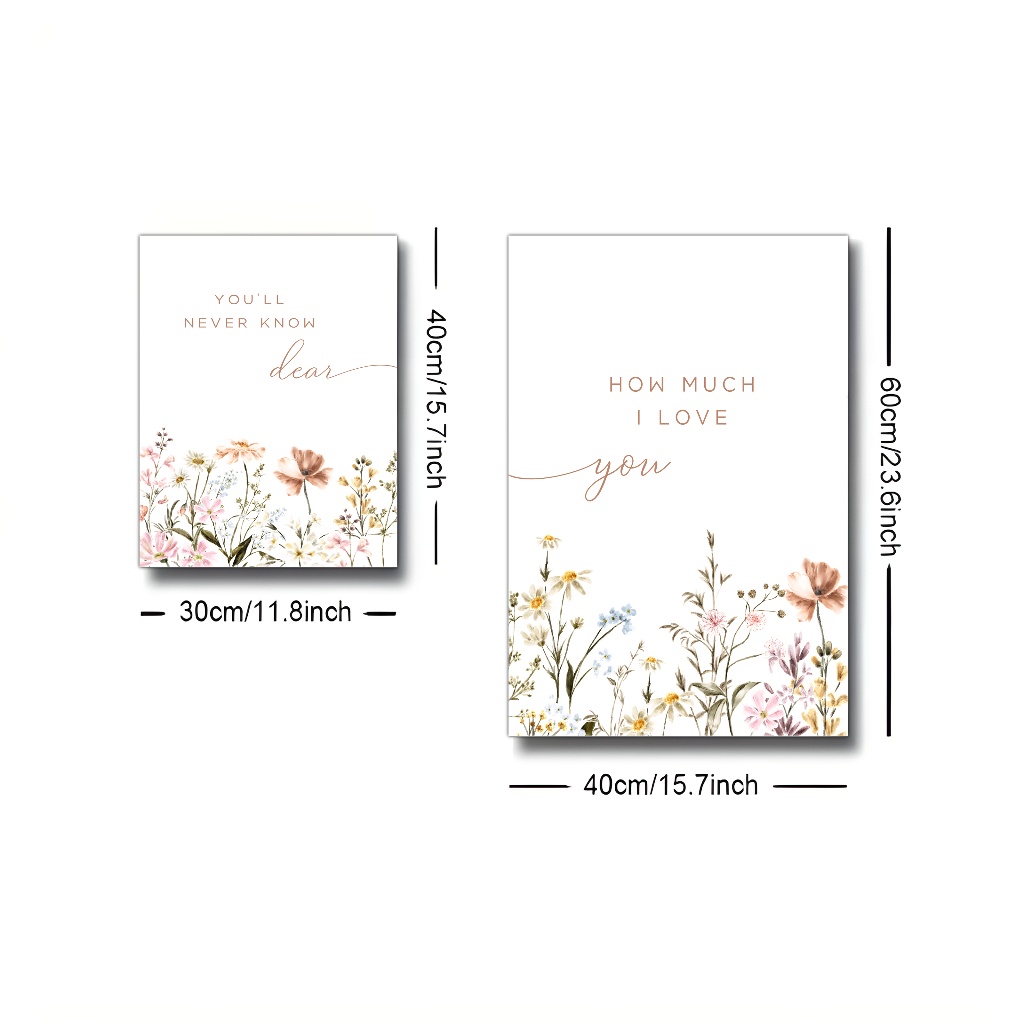 YOU'LL
NEVER KNOW
dear
40cm/15.7inch
30cm/11.8inch
HOW MUCH
I LOVE
you
60cm/23.6inch
40cm/15.7inch